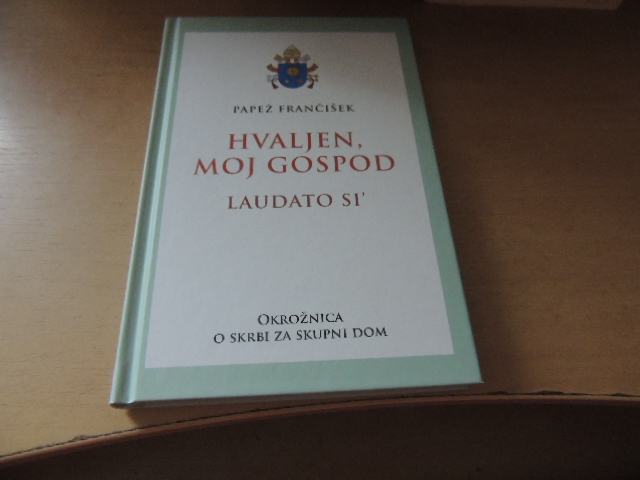 PAPEŽ FRANČIŠEK
HVALJEN,
MOJ GOSPOD
LAUDATO SI'
OKROŽNICA
O SKRBI ZA SKUPNI DOM